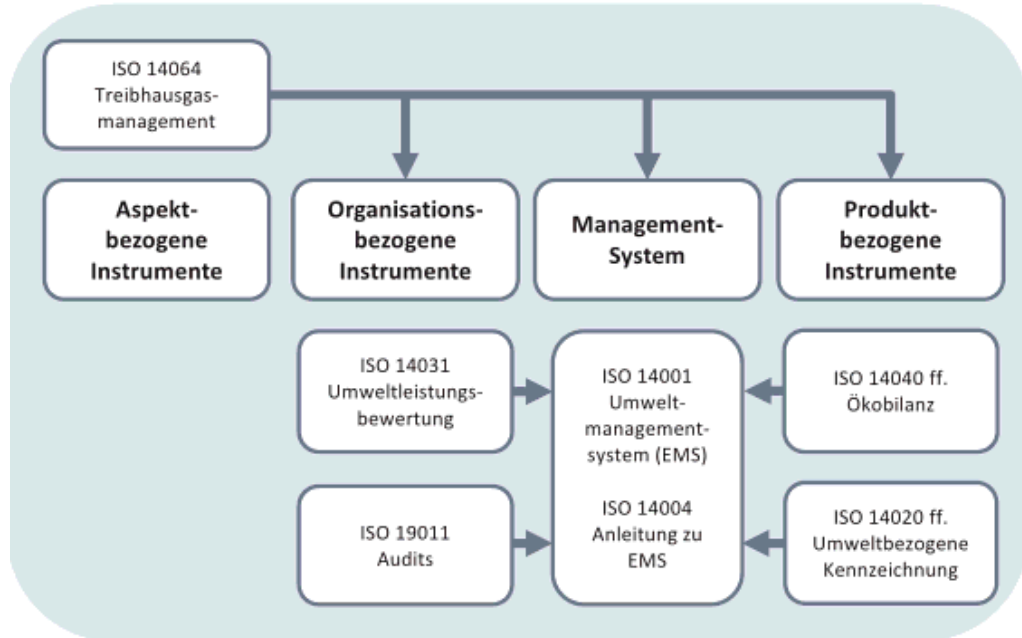 ISO 14064
Treibhausgas-
management
Aspekt-
bezogene
Instrumente
Organisations-
bezogene
Instrumente
Management-
System
Produkt-
bezogene
Instrumente
ISO 14031
Umweltleistungs-
bewertung
ISO 14001
Umwelt-
management-
system (EMS)
ISO 14004
Anleitung zu
EMS
ISO 14040 ff.
Ökobilanz
ISO 19011
Audits
ISO 14020 ff.
Umweltbezogene
Kennzeichnung